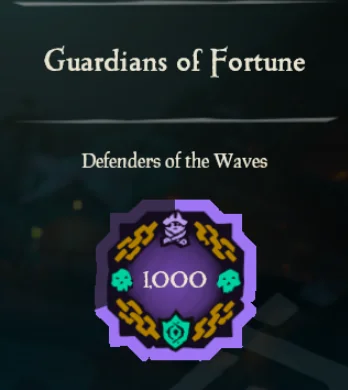 Guardians of Fortune
Defenders of the Waves
1,000